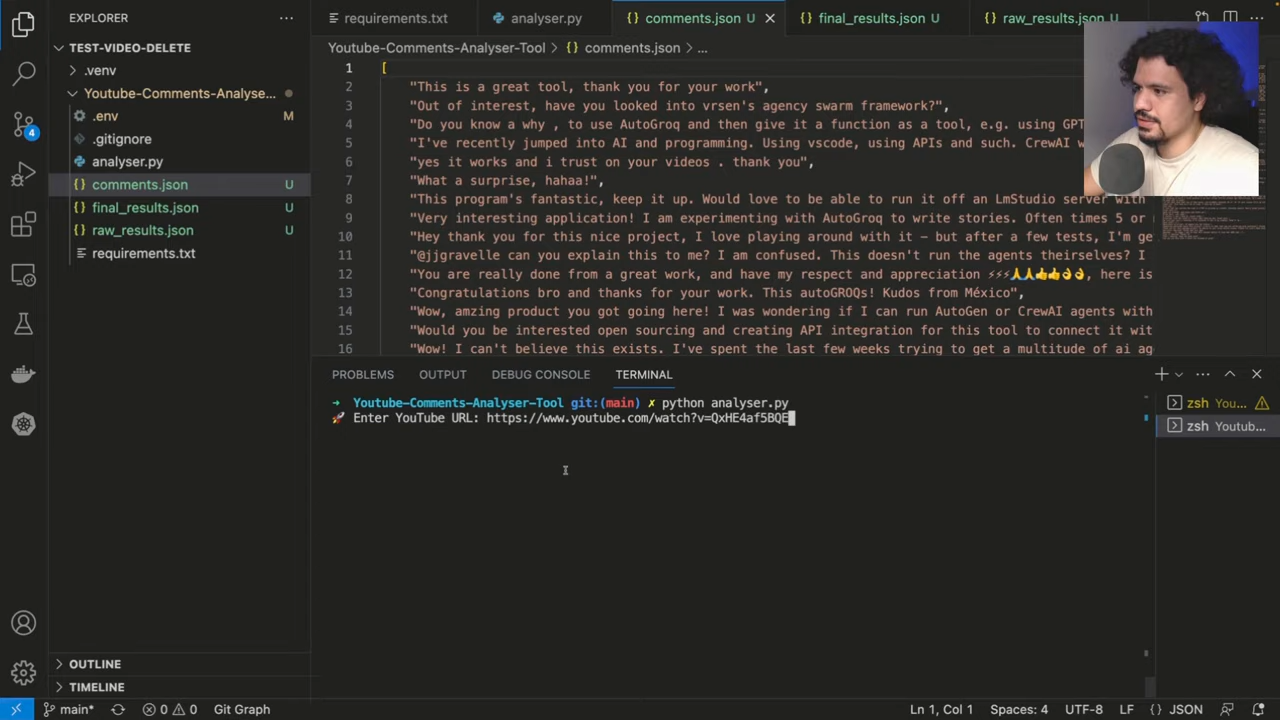 EXPLORER
TEST-VIDEO-DELETE
.venv
Youtube-Comments-Analyse...
.env M
.gitignore
analyser.py
comments.json U
final_results.json U
raw_results.json U
requirements.txt
OUTLINE
TIMELINE
4
requirements.txt analyser.py comments.json U final_results.json U raw_results.json U
Youtube-Comments-Analyser-Tool > {} comments.json > ...
1 [
2 "This is a great tool, thank you for your work",
3 "Out of interest, have you looked into vrsen's agency swarm framework?",
4 "Do you know a why , to use AutoGroq and then give it a function as a tool, e.g. using GPT
5 "I've recently jumped into AI and programming. Using vscode, using APIs and such. CrewAI w
6 "yes it works and i trust on your videos . thank you",
7 "What a surprise, hahaa!",
8 "This program's fantastic, keep it up. Would love to be able to run it off an LmStudio server with
9 "Very interesting application! I am experimenting with AutoGroq to write stories. Often times 5 or
10 "Hey thank you for this nice project, I love playing around with it – but after a few tests, I'm ge
11 "@jjgravelle can you explain this to me? I am confused. This doesn't run the agents theirselves? I
12 "You are really done from a great work, and have my respect and appreciation ⚡⚡⚡🙏🙏👍👍👌👌, here is
13 "Congratulations bro and thanks for your work. This autoGROQs! Kudos from México",
14 "Wow, amzing product you got going here! I was wondering if I can run AutoGen or CrewAI agents with
15 "Would you be interested open sourcing and creating API integration for this tool to connect it wit
16 "Wow! I can't believe this exists. I've spent the last few weeks trying to get a multitude of ai ag
PROBLEMS OUTPUT DEBUG CONSOLE TERMINAL
➜ Youtube-Comments-Analyser-Tool git:(main) ✗ python analyser.py
🚀 Enter YouTube URL: https://www.youtube.com/watch?v=QxHE4af5BQE
zsh You...
zsh Youtub...
main* 0 0 Git Graph Ln 1, Col 1 Spaces: 4 UTF-8 LF {} JSON